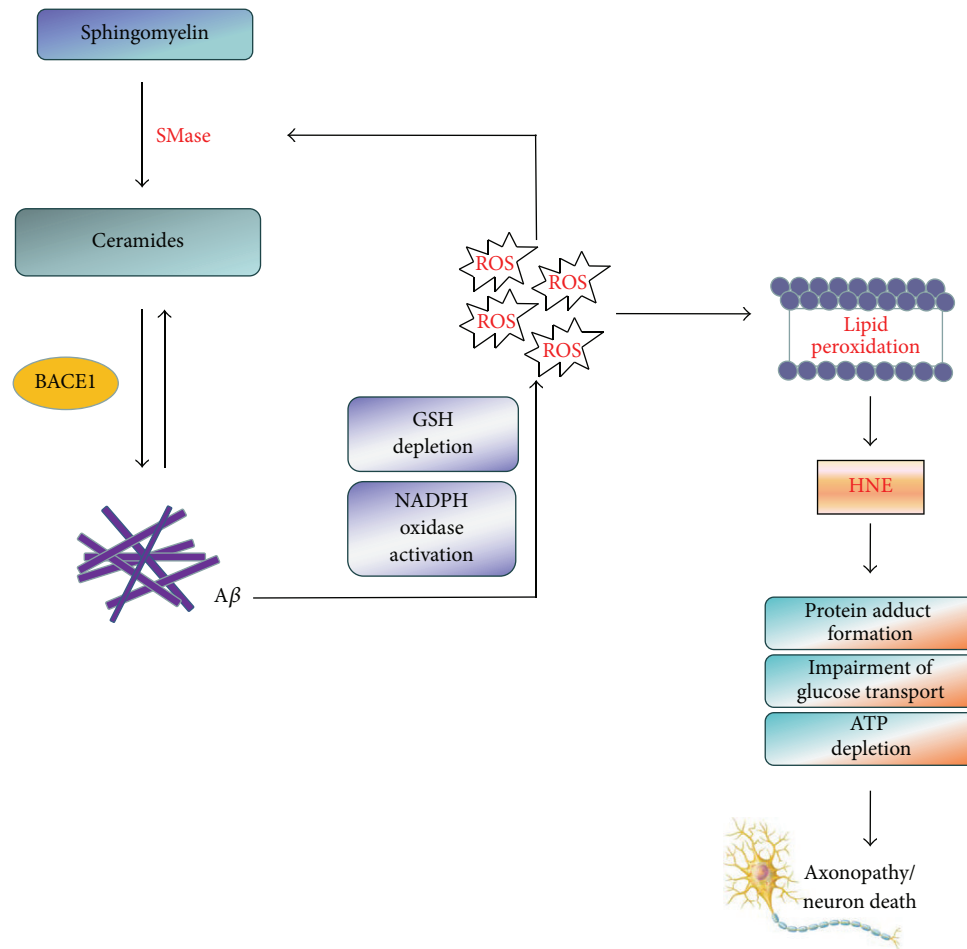 Sphingomyelin
SMase
Ceramides
BACE1
Aβ
GSH
depletion
NADPH
oxidase
activation
ROS
ROS
ROS
ROS
Lipid
peroxidation
HNE
Protein adduct
formation
Impairment of
glucose transport
ATP
depletion
Axonopathy/
neuron death